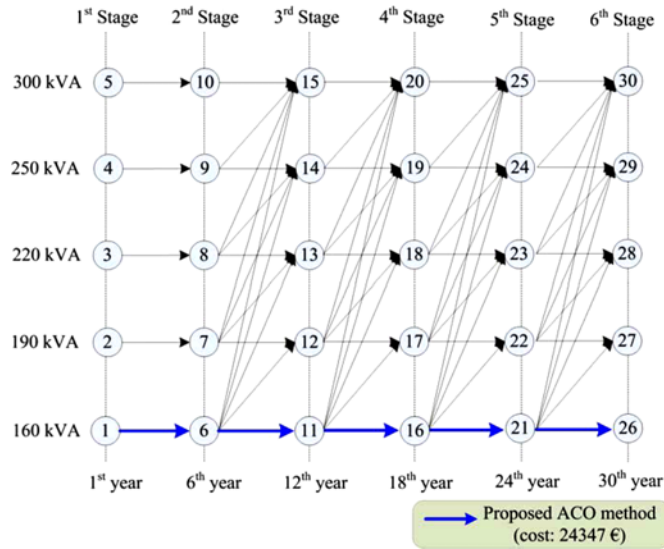 1st Stage 2nd Stage 3rd Stage 4th Stage 5th Stage 6th Stage
300 kVA 5 10 15 20 25 30
250 kVA 4 9 14 19 24 29
220 kVA 3 8 13 18 23 28
190 kVA 2 7 12 17 22 27
160 kVA 1 6 11 16 21 26
1st year 6th year 12th year 18th year 24th year 30th year
Proposed ACO method
(cost: 24347 €)